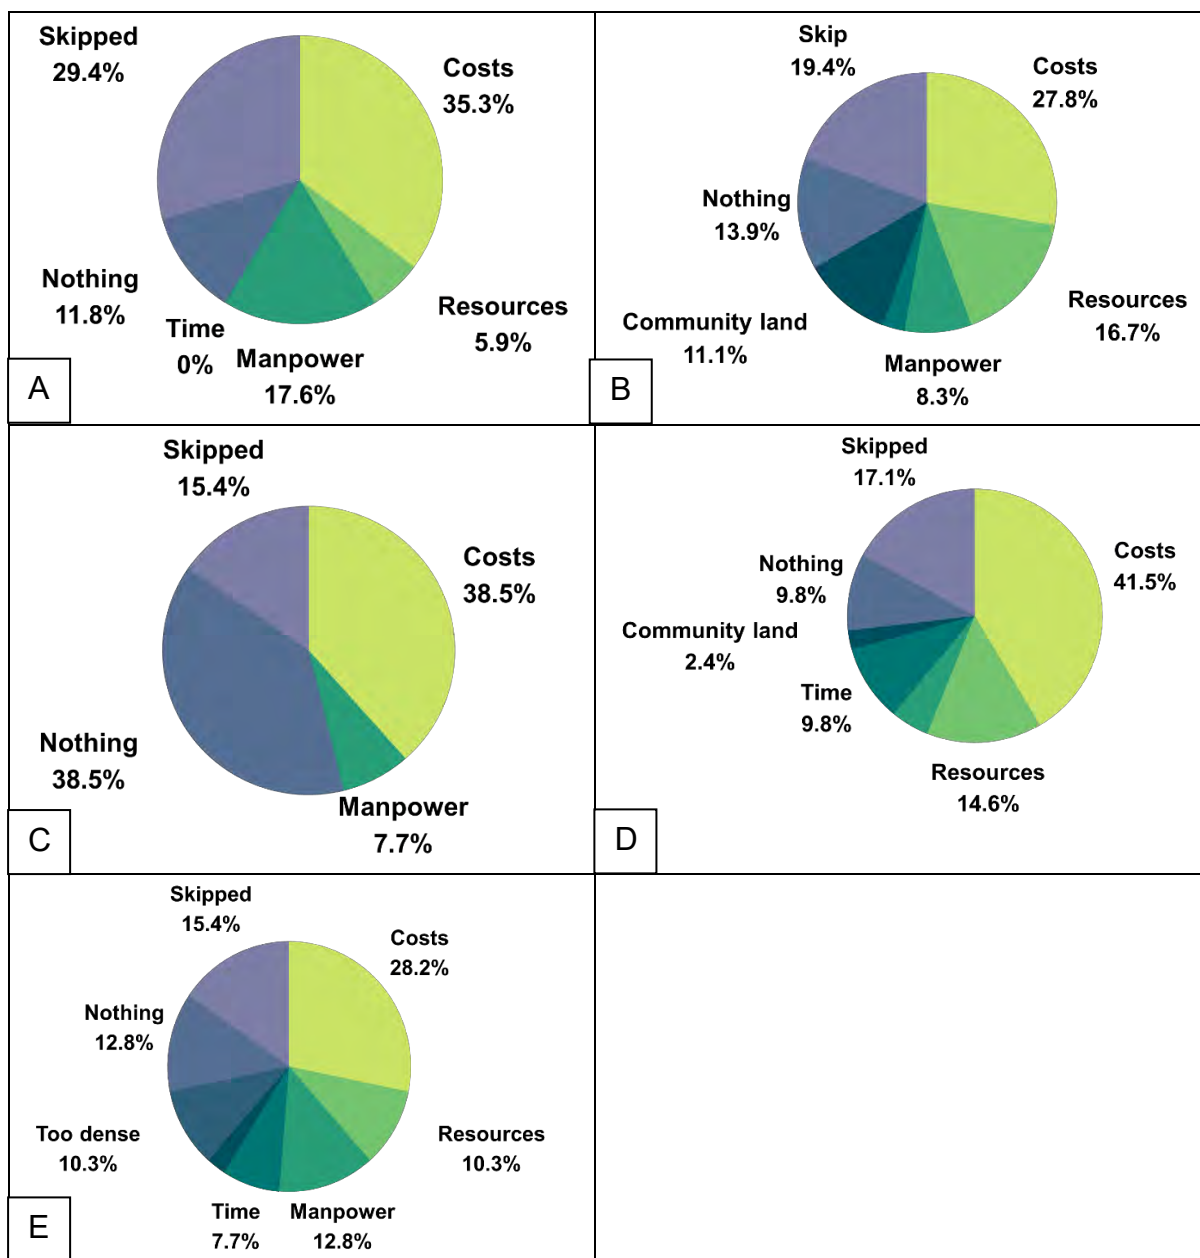 Skipped
29.4%
Costs
35.3%
Resources
5.9%
Manpower
17.6%
Time
0%
Nothing
11.8%
A
Skip
19.4%
Costs
27.8%
Resources
16.7%
Manpower
8.3%
Community land
11.1%
Nothing
13.9%
B
Skipped
15.4%
Costs
38.5%
Manpower
7.7%
Nothing
38.5%
C
Skipped
17.1%
Costs
41.5%
Resources
14.6%
Time
9.8%
Community land
2.4%
Nothing
9.8%
D
Skipped
15.4%
Costs
28.2%
Resources
10.3%
Manpower
12.8%
Time
7.7%
Too dense
10.3%
Nothing
12.8%
E